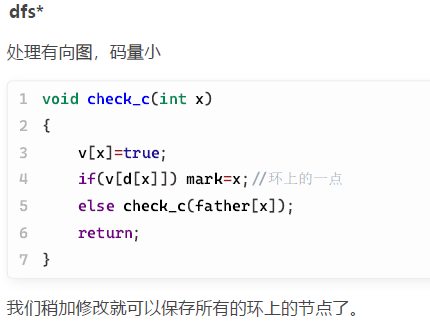 dfs*
处理有向图，码量小
1 void check_c(int x)
2 {
3     v[x]=true;
4     if(v[d[x]]) mark=x;//环上的一点
5     else check_c(father[x]);
6     return;
7 }
我们稍加修改就可以保存所有的环上的节点了。